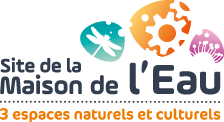 Site de la
Maison de l'Eau
3 espaces naturels et culturels